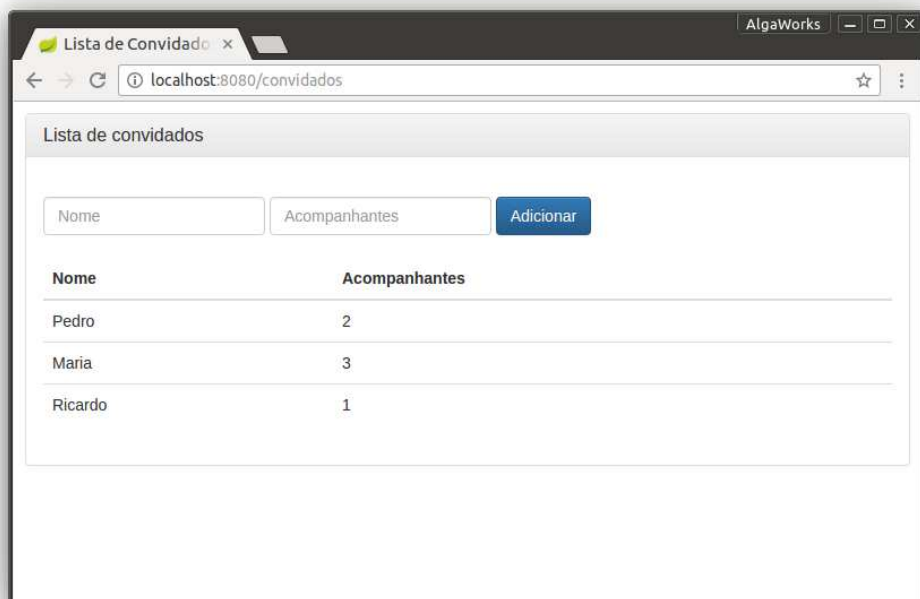 AlgaWorks
Lista de Convidado
localhost:8080/convidados
Lista de convidados
Nome Acompanhantes Adicionar
Nome Acompanhantes
Pedro 2
Maria 3
Ricardo 1